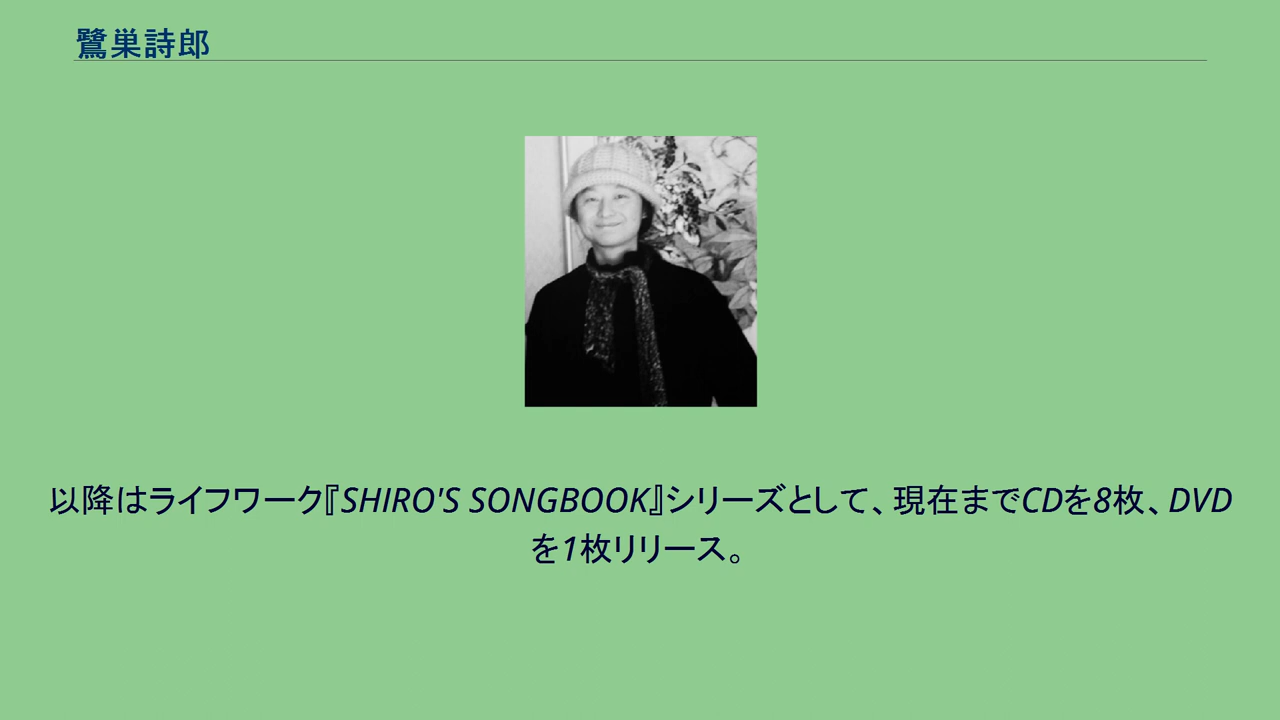 鷺巣詩郎
以降はライフワーク『SHIRO'S SONGBOOK』シリーズとして、現在までCDを8枚、DVD
を1枚リリース。